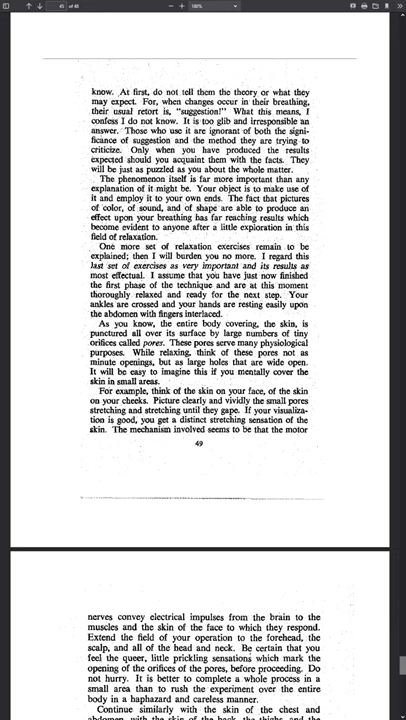 45 of 48
180%
know. At first, do not tell them the theory or what they
may expect. For, when changes occur in their breathing,
their usual retort is, "suggestion!" What this means, I
confess I do not know. It is too glib and irresponsible an
answer. Those who use it are ignorant of both the signi-
ficance of suggestion and the method they are trying to
criticize. Only when you have produced the results
expected should you acquaint them with the facts. They
will be just as puzzled as you about the whole matter.
The phenomenon itself is far more important than any
explanation of it might be. Your object is to make use of
it and employ it to your own ends. The fact that pictures
of color, of sound, and of shape are able to produce an
effect upon your breathing has far reaching results which
become evident to anyone after a little exploration in this
field of relaxation.
One more set of relaxation exercises remain to be
explained; then I will burden you no more. I regard this
last set of exercises as very important and its results as
most effectual. I assume that you have just now finished
the first phase of the technique and are at this moment
thoroughly relaxed and ready for the next step. Your
ankles are crossed and your hands are resting easily upon
the abdomen with fingers interlaced.
As you know, the entire body covering, the skin, is
punctured all over its surface by large numbers of tiny
orifices called pores. These pores serve many physiological
purposes. While relaxing, think of these pores not as
minute openings, but as large holes that are wide open.
It will be easy to imagine this if you mentally cover the
skin in small areas.
For example, think of the skin on your face, of the skin
on your cheeks. Picture clearly and vividly the small pores
stretching and stretching until they gape. If your visualiza-
tion is good, you get a distinct stretching sensation of the
skin. The mechanism involved seems to be that the motor
49
nerves convey electrical impulses from the brain to the
muscles and the skin of the face to which they respond.
Extend the field of your operation to the forehead, the
scalp, and all of the head and neck. Be certain that you
feel the queer, little prickling sensations which mark the
opening of the orifices of the pores, before proceeding. Do
not hurry. It is better to complete a whole process in a
small area than to rush the experiment over the entire
body in a haphazard and careless manner.
Continue similarly with the skin of the chest and
abdomen, with the skin of the back, the thighs, and the